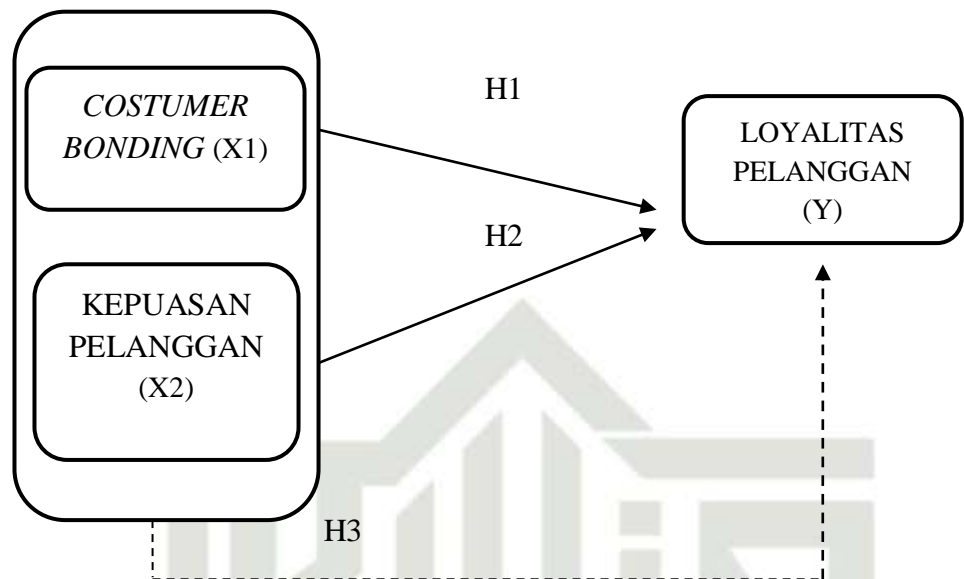 COSTUMER
BONDING (X1)
H1
LOYALITAS
PELANGGAN
(Y)
H2
KEPUASAN
PELANGGAN
(X2)
H3